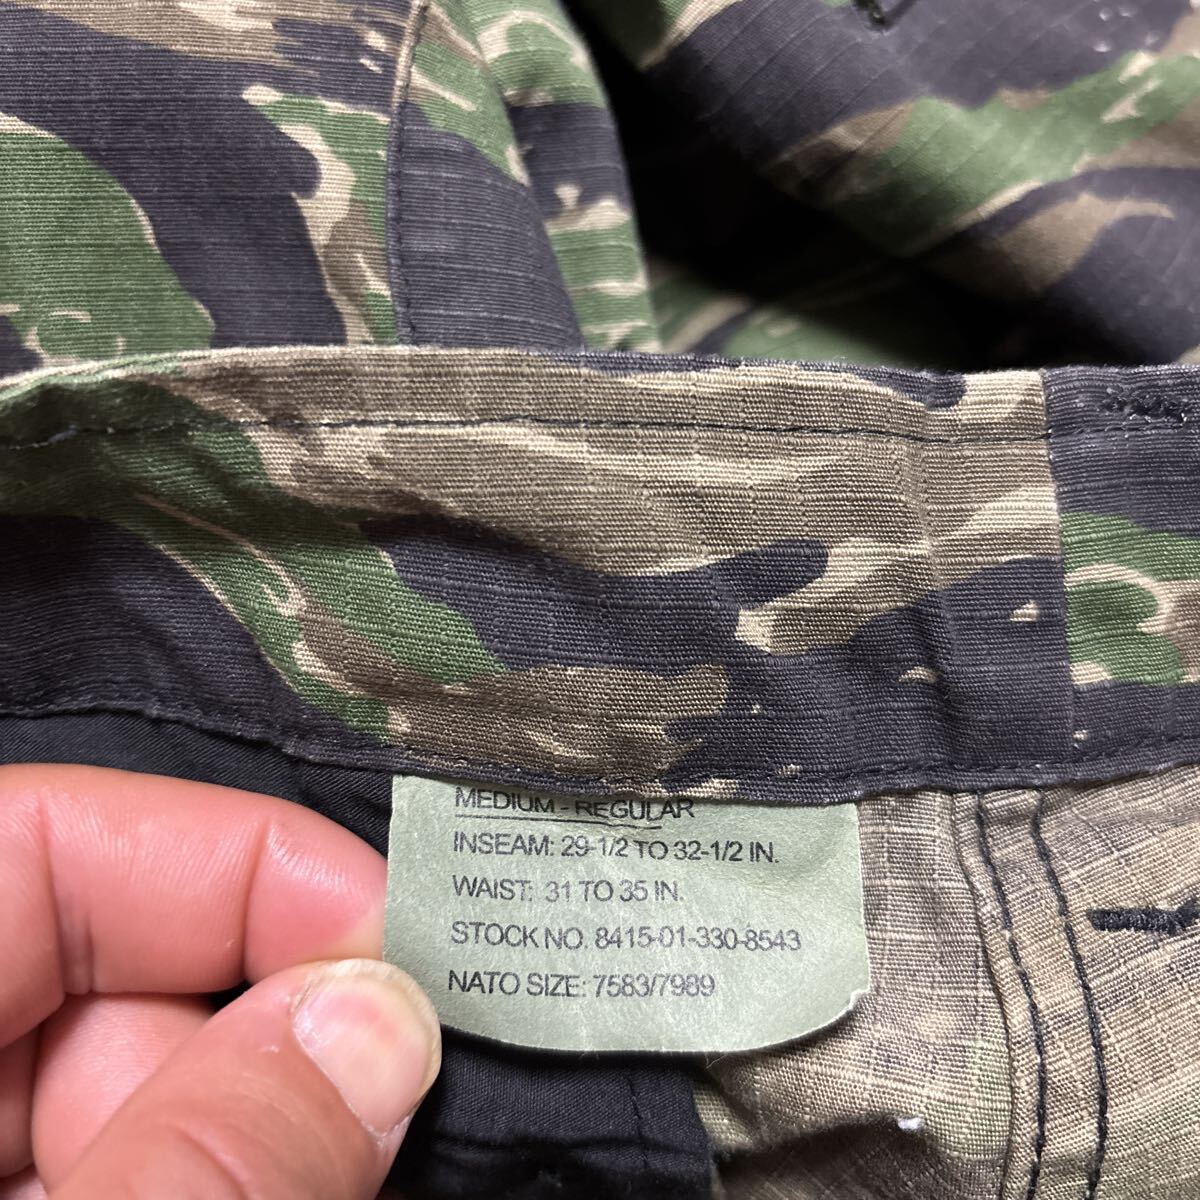 MEDIUM - REGULAR
INSEAM: 29-1/2 TO 32-1/2 IN.
WAIST: 31 TO 35 IN.
STOCK NO. 8415-01-330-8543
NATO SIZE: 7583/7989